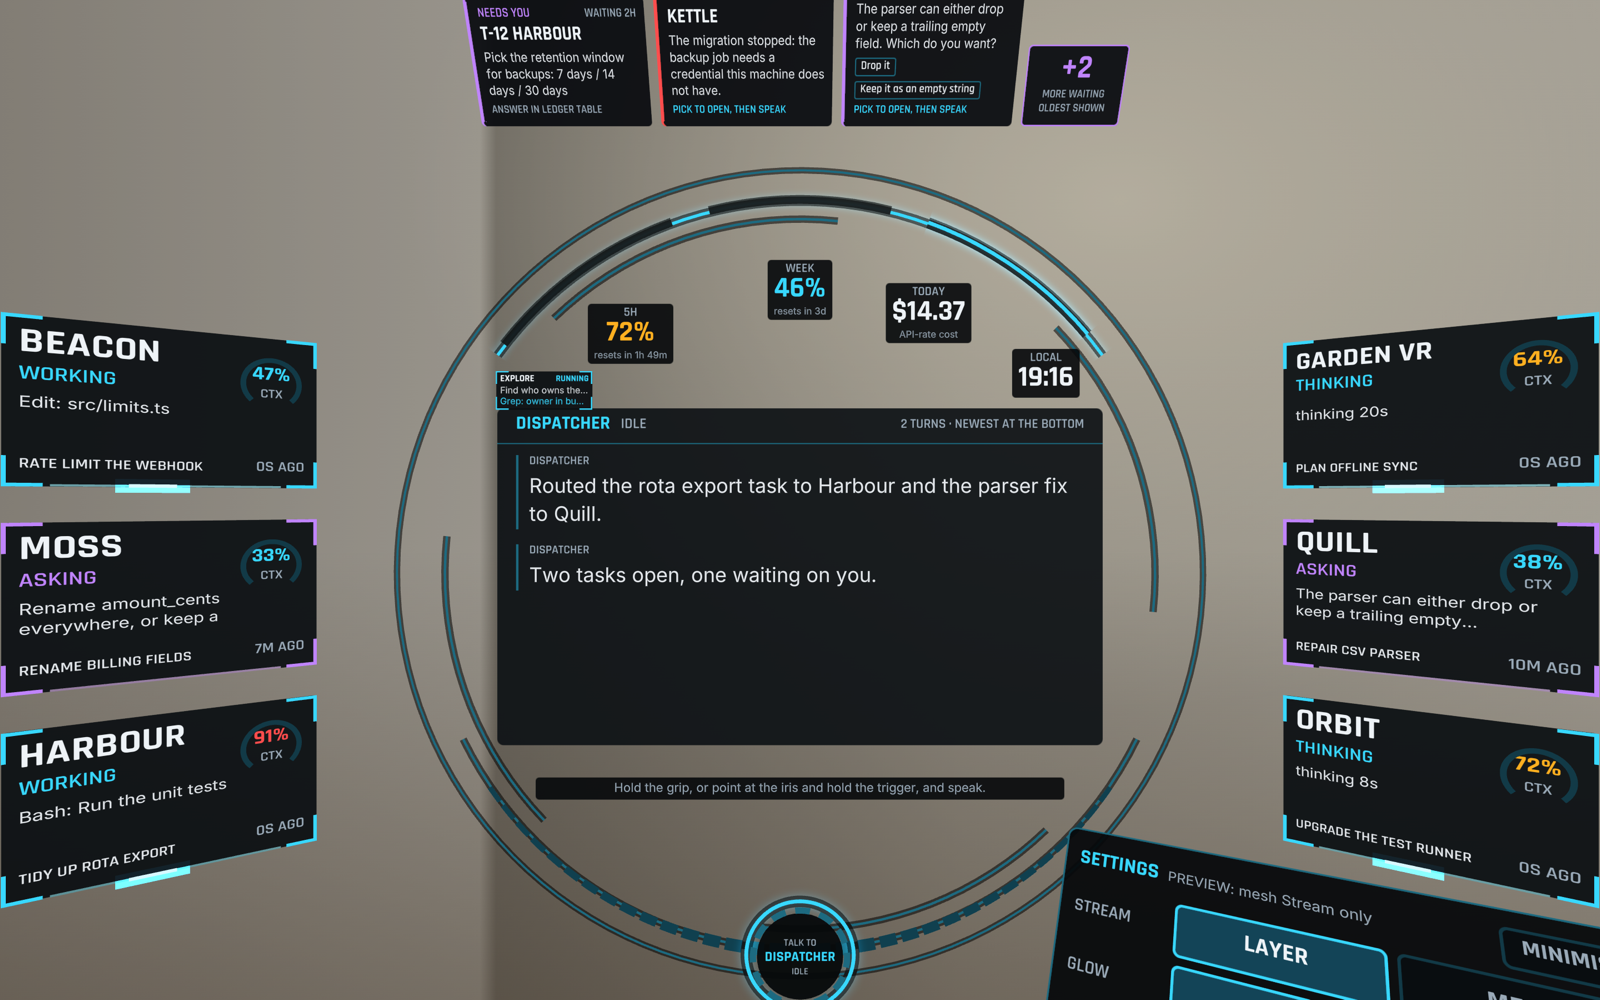 NEEDS YOU WAITING 2H
T-12 HARBOUR
Pick the retention window
for backups: 7 days / 14
days / 30 days
ANSWER IN LEDGER TABLE
KETTLE
The migration stopped: the
backup job needs a
credential this machine does
not have.
PICK TO OPEN, THEN SPEAK
The parser can either drop
or keep a trailing empty
field. Which do you want?
Drop it
Keep it as an empty string
PICK TO OPEN, THEN SPEAK
+2
MORE WAITING
OLDEST SHOWN
WEEK
46%
resets in 3d
5H
72%
resets in 1h 49m
TODAY
$14.37
API-rate cost
LOCAL
19:16
BEACON
WORKING
47%
CTX
Edit: src/limits.ts
RATE LIMIT THE WEBHOOK 0S AGO
MOSS
ASKING
33%
CTX
Rename amount_cents
everywhere, or keep a
RENAME BILLING FIELDS 7M AGO
HARBOUR
WORKING
91%
CTX
Bash: Run the unit tests
TIDY UP ROTA EXPORT 0S AGO
EXPLORE RUNNING
Find who owns the...
Grep: owner in bu...
DISPATCHER IDLE 2 TURNS · NEWEST AT THE BOTTOM
DISPATCHER
Routed the rota export task to Harbour and the parser fix
to Quill.
DISPATCHER
Two tasks open, one waiting on you.
Hold the grip, or point at the iris and hold the trigger, and speak.
TALK TO
DISPATCHER
IDLE
GARDEN VR
THINKING
64%
CTX
thinking 20s
PLAN OFFLINE SYNC 0S AGO
QUILL
ASKING
38%
CTX
The parser can either drop or
keep a trailing empty...
REPAIR CSV PARSER 10M AGO
ORBIT
THINKING
72%
CTX
thinking 8s
UPGRADE THE TEST RUNNER 0S AGO
SETTINGS PREVIEW: mesh Stream only
STREAM LAYER
GLOW